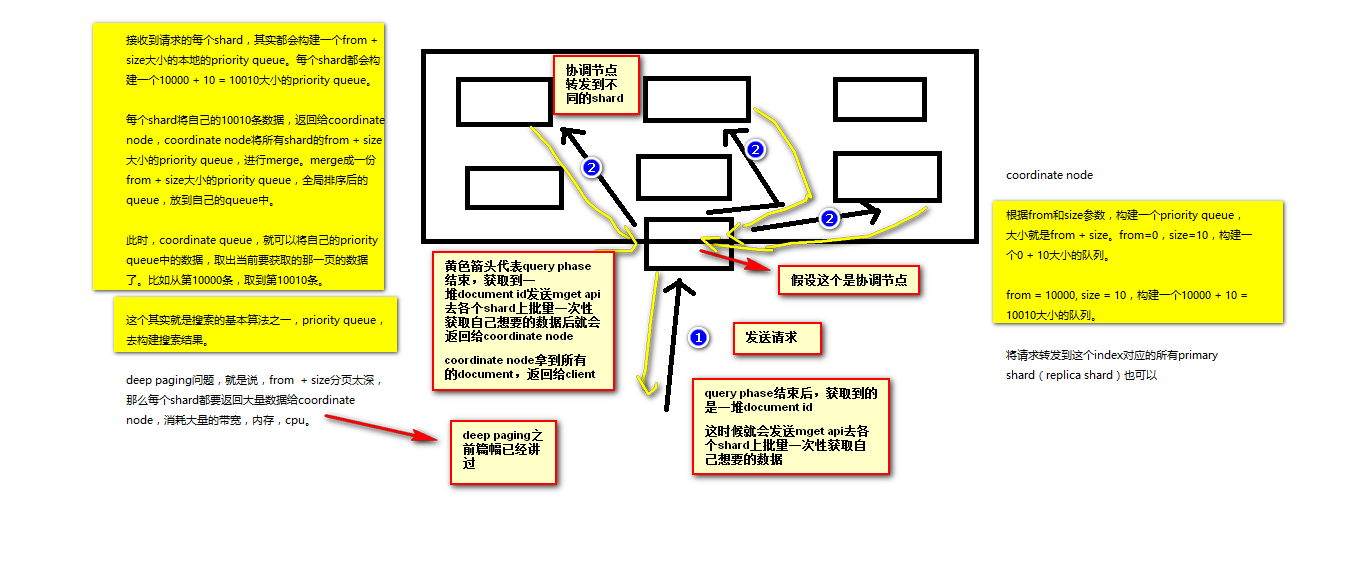 接收到请求的每个shard，其实都会构建一个from +
size大小的本地的priority queue。每个shard都会构
建一个10000 + 10 = 10010大小的priority queue。
每个shard将自己的10010条数据，返回给coordinate
node，coordinate node将所有shard的from + size
大小的priority queue，进行merge。merge成一份
from + size大小的priority queue，全局排序后的
queue，放到自己的queue中。
此时，coordinate queue，就可以将自己的priority
queue中的数据，取出当前要获取的那一页的数据
了。比如从第10000条，取到第10010条。
这个其实就是搜索的基本算法之一，priority queue，
去构建搜索结果。
deep paging问题，就是说，from  + size分页太深，
那么每个shard都要返回大量数据给coordinate
node，消耗大量的带宽，内存，cpu。
deep paging之
前篇幅已经讲
过
协调节点
转发到不
同的shard
2
2
2
黄色箭头代表query phase
结束，获取到一
堆document id发送mget api
去各个shard上批量一次性
获取自己想要的数据后就会
返回给coordinate node
coordinate node拿到所有
的document，返回给client
假设这个是协调节点
1
发送请求
query phase结束后，获取到的
是一堆document id
这时候就会发送mget api去各
个shard上批量一次性获取自
己想要的数据
coordinate node
根据from和size参数，构建一个priority queue，
大小就是from + size。from=0，size=10，构建一
个0 + 10大小的队列。
from = 10000, size = 10，构建一个10000 + 10 =
10010大小的队列。
将请求转发到这个index对应的所有primary
shard（replica shard）也可以